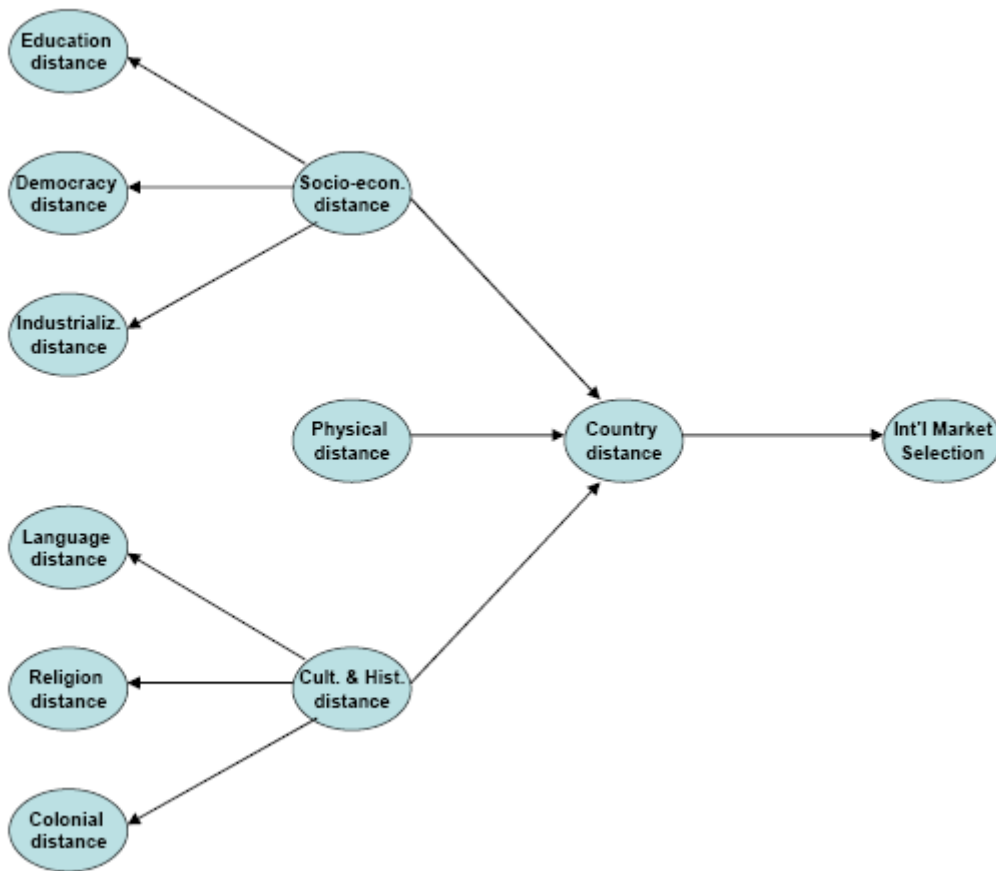 Education
distance
Democracy
distance
Socio-econ.
distance
Industrializ.
distance
Physical
distance
Country
distance
Int'l Market
Selection
Language
distance
Religion
distance
Cult. & Hist.
distance
Colonial
distance